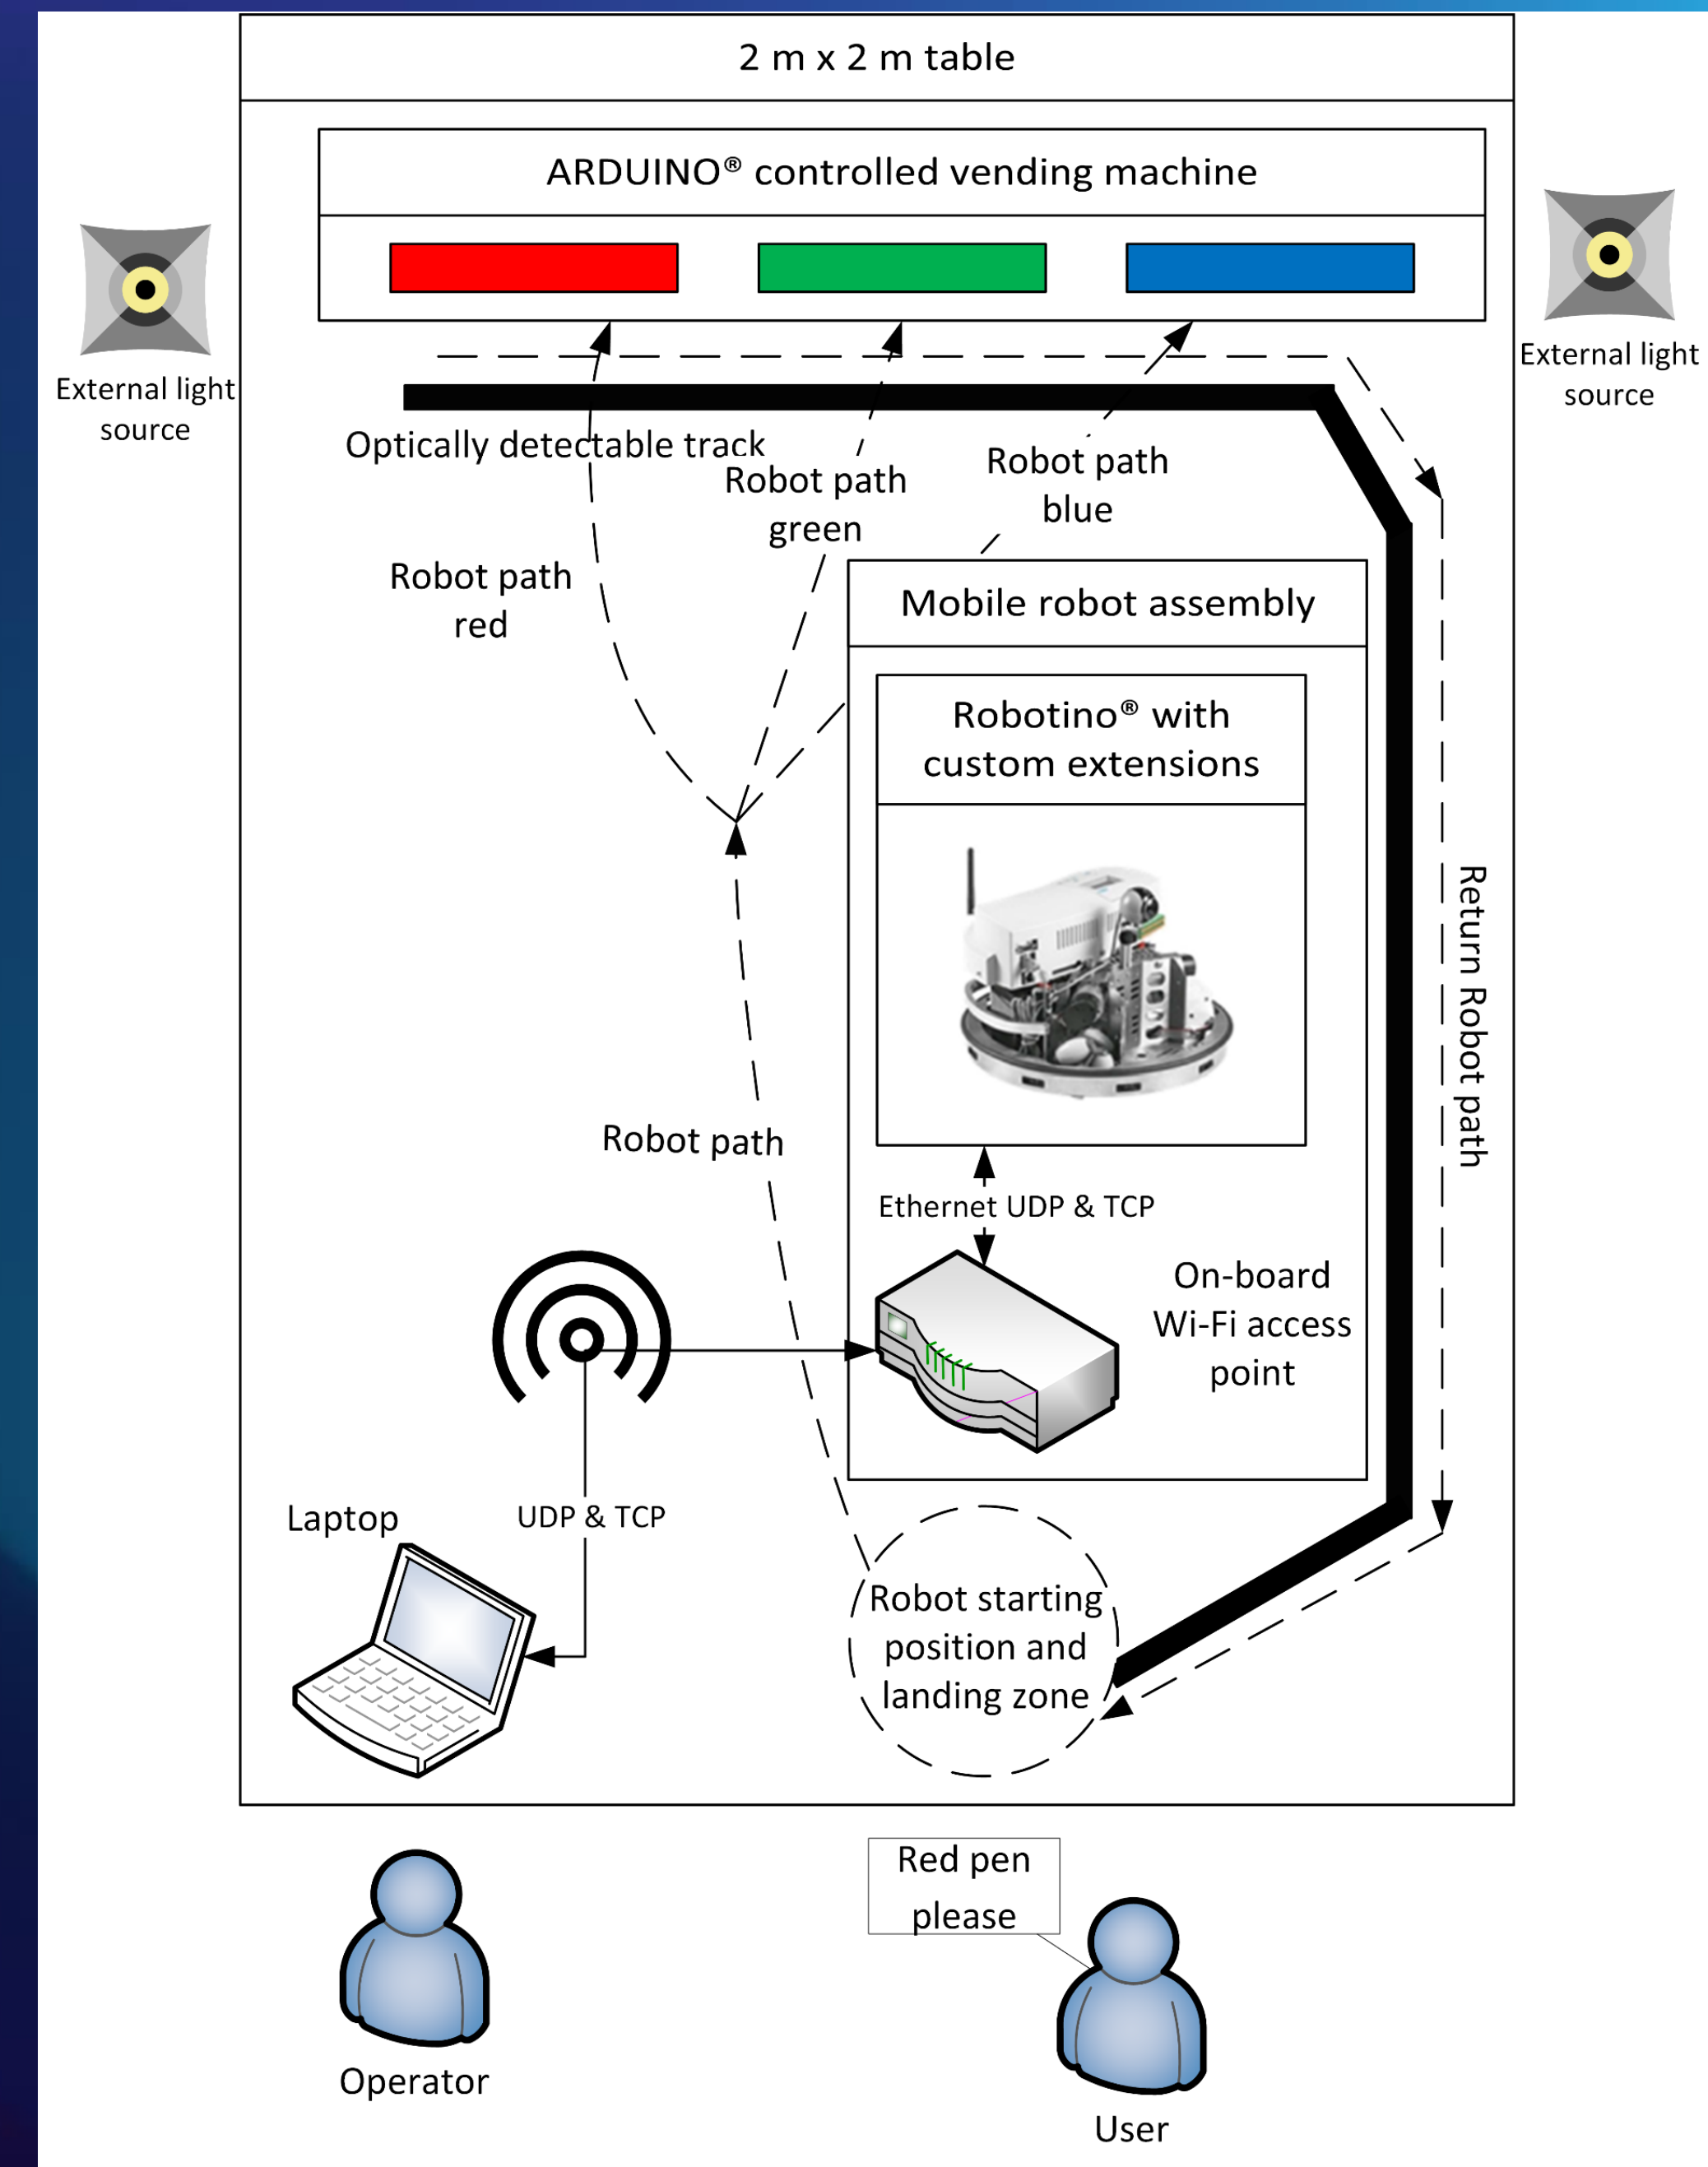 2 m x 2 m table
ARDUINO® controlled vending machine
External light
source
External light
source
Optically detectable track
Robot path
green
Robot path
blue
Robot path
red
Mobile robot assembly
Robotino® with
custom extensions
Return Robot path
Robot path
Ethernet UDP & TCP
On-board
Wi-Fi access
point
Laptop
UDP & TCP
Robot starting
position and
landing zone
Red pen
please
Operator
User